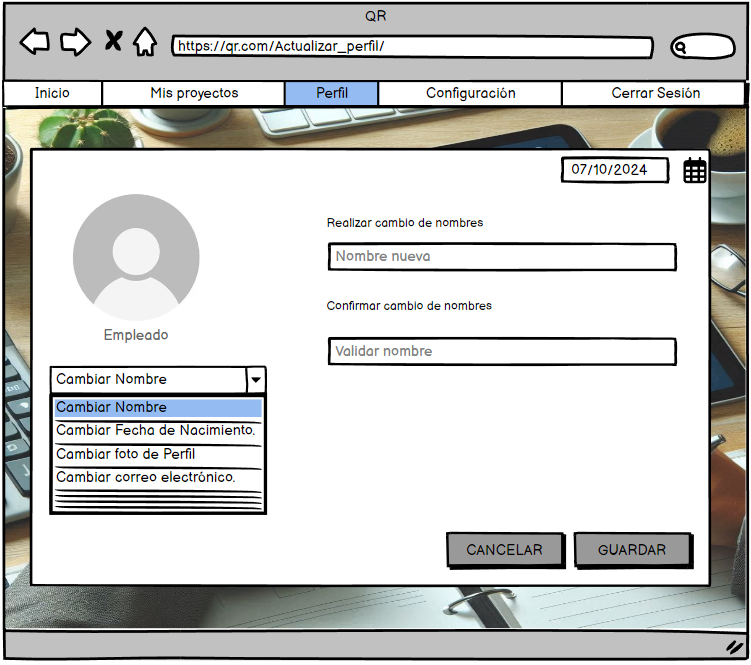 QR
https://qr.com/Actualizar_perfil/
Inicio
Mis proyectos
Perfil
Configuración
Cerrar Sesión
07/10/2024
Realizar cambio de nombres
Nombre nueva
Confirmar cambio de nombres
Validar nombre
Empleado
Cambiar Nombre
Cambiar Nombre
Cambiar Fecha de Nacimiento.
Cambiar foto de Perfil
Cambiar correo electrónico.
CANCELAR
GUARDAR